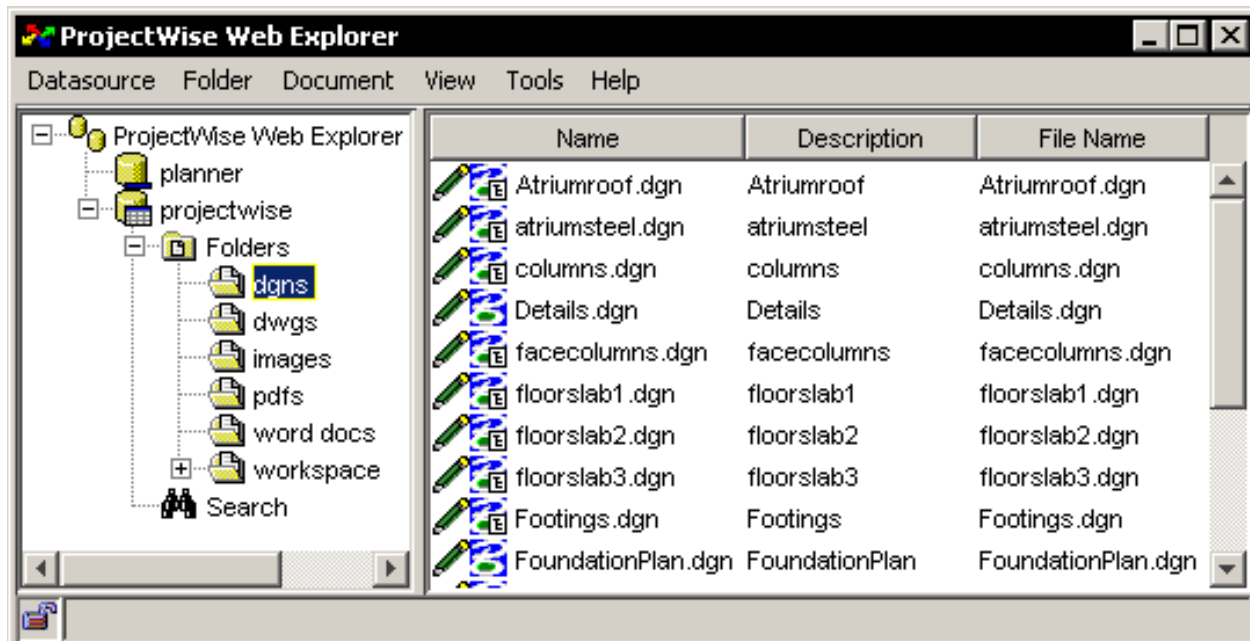 ProjectWise Web Explorer
Datasource Folder Document View Tools Help
ProjectWise Web Explorer
planner
projectwise
Folders
dgns
dwgs
images
pdfs
word docs
workspace
Search
Name Description File Name
Atriumroof.dgn Atriumroof Atriumroof.dgn
atriumsteel.dgn atriumsteel atriumsteel.dgn
columns.dgn columns columns.dgn
Details.dgn Details Details.dgn
facecolumns.dgn facecolumns facecolumns.dgn
floorslab1.dgn floorslab1 floorslab1.dgn
floorslab2.dgn floorslab2 floorslab2.dgn
floorslab3.dgn floorslab3 floorslab3.dgn
Footings.dgn Footings Footings.dgn
FoundationPlan.dgn FoundationPlan FoundationPlan.dgn